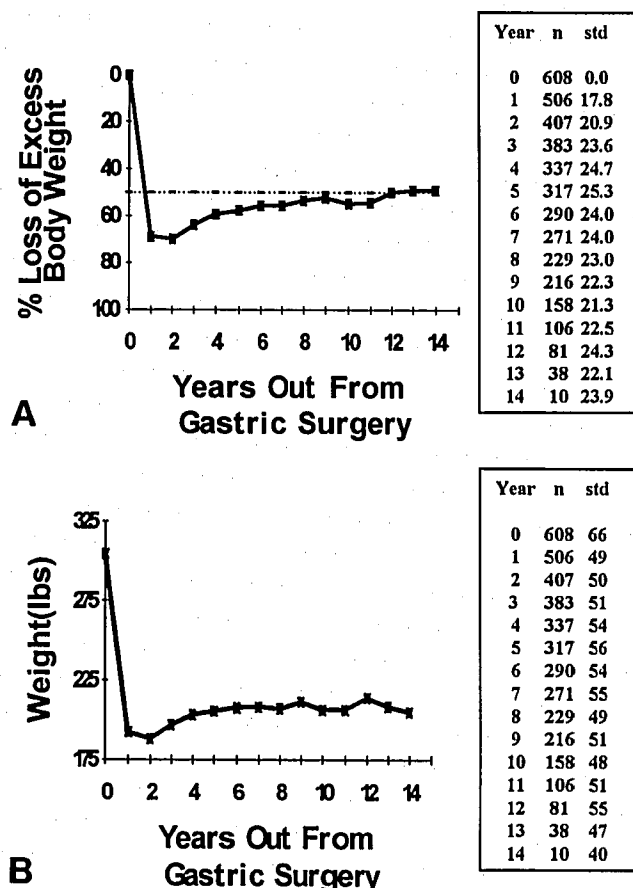 0
20
40
60
80
100
% Loss of Excess
Body Weight
0 2 4 6 8 10 12 14
Years Out From
Gastric Surgery
A
Year n std
0 608 0.0
1 506 17.8
2 407 20.9
3 383 23.6
4 337 24.7
5 317 25.3
6 290 24.0
7 271 24.0
8 229 23.0
9 216 22.3
10 158 21.3
11 106 22.5
12 81 24.3
13 38 22.1
14 10 23.9
325
275
225
175
Weight(lbs)
0 2 4 6 8 10 12 14
Years Out From
Gastric Surgery
B
Year n std
0 608 66
1 506 49
2 407 50
3 383 51
4 337 54
5 317 56
6 290 54
7 271 55
8 229 49
9 216 51
10 158 48
11 106 51
12 81 55
13 38 47
14 10 40